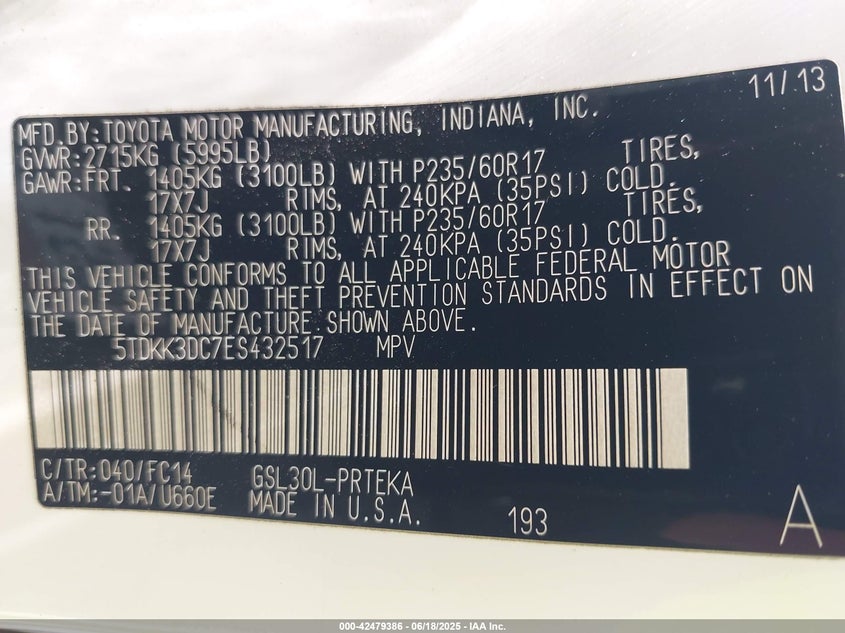 11/13
MFD.BY:TOYOTA MOTOR MANUFACTURING, INDIANA, INC.
GVWR:2715KG (5995LB)
GAWR:FRT. 1405KG (3100LB) WITH P235/60R17 TIRES,
17X7J RIMS, AT 240KPA (35PSI) COLD.
RR. 1405KG (3100LB) WITH P235/60R17 TIRES,
17X7J RIMS, AT 240KPA (35PSI) COLD.
THIS VEHICLE CONFORMS TO ALL APPLICABLE FEDERAL MOTOR
VEHICLE SAFETY AND THEFT PREVENTION STANDARDS IN EFFECT ON
THE DATE OF MANUFACTURE SHOWN ABOVE.
5TDKK3DC7ES432517 MPV
C/TR:040/FC14 GSL30L-PRTEKA
A/TM:-01A/U660E MADE IN U.S.A. 193 A
000-42479386 - 06/18/2025 - IAA Inc.